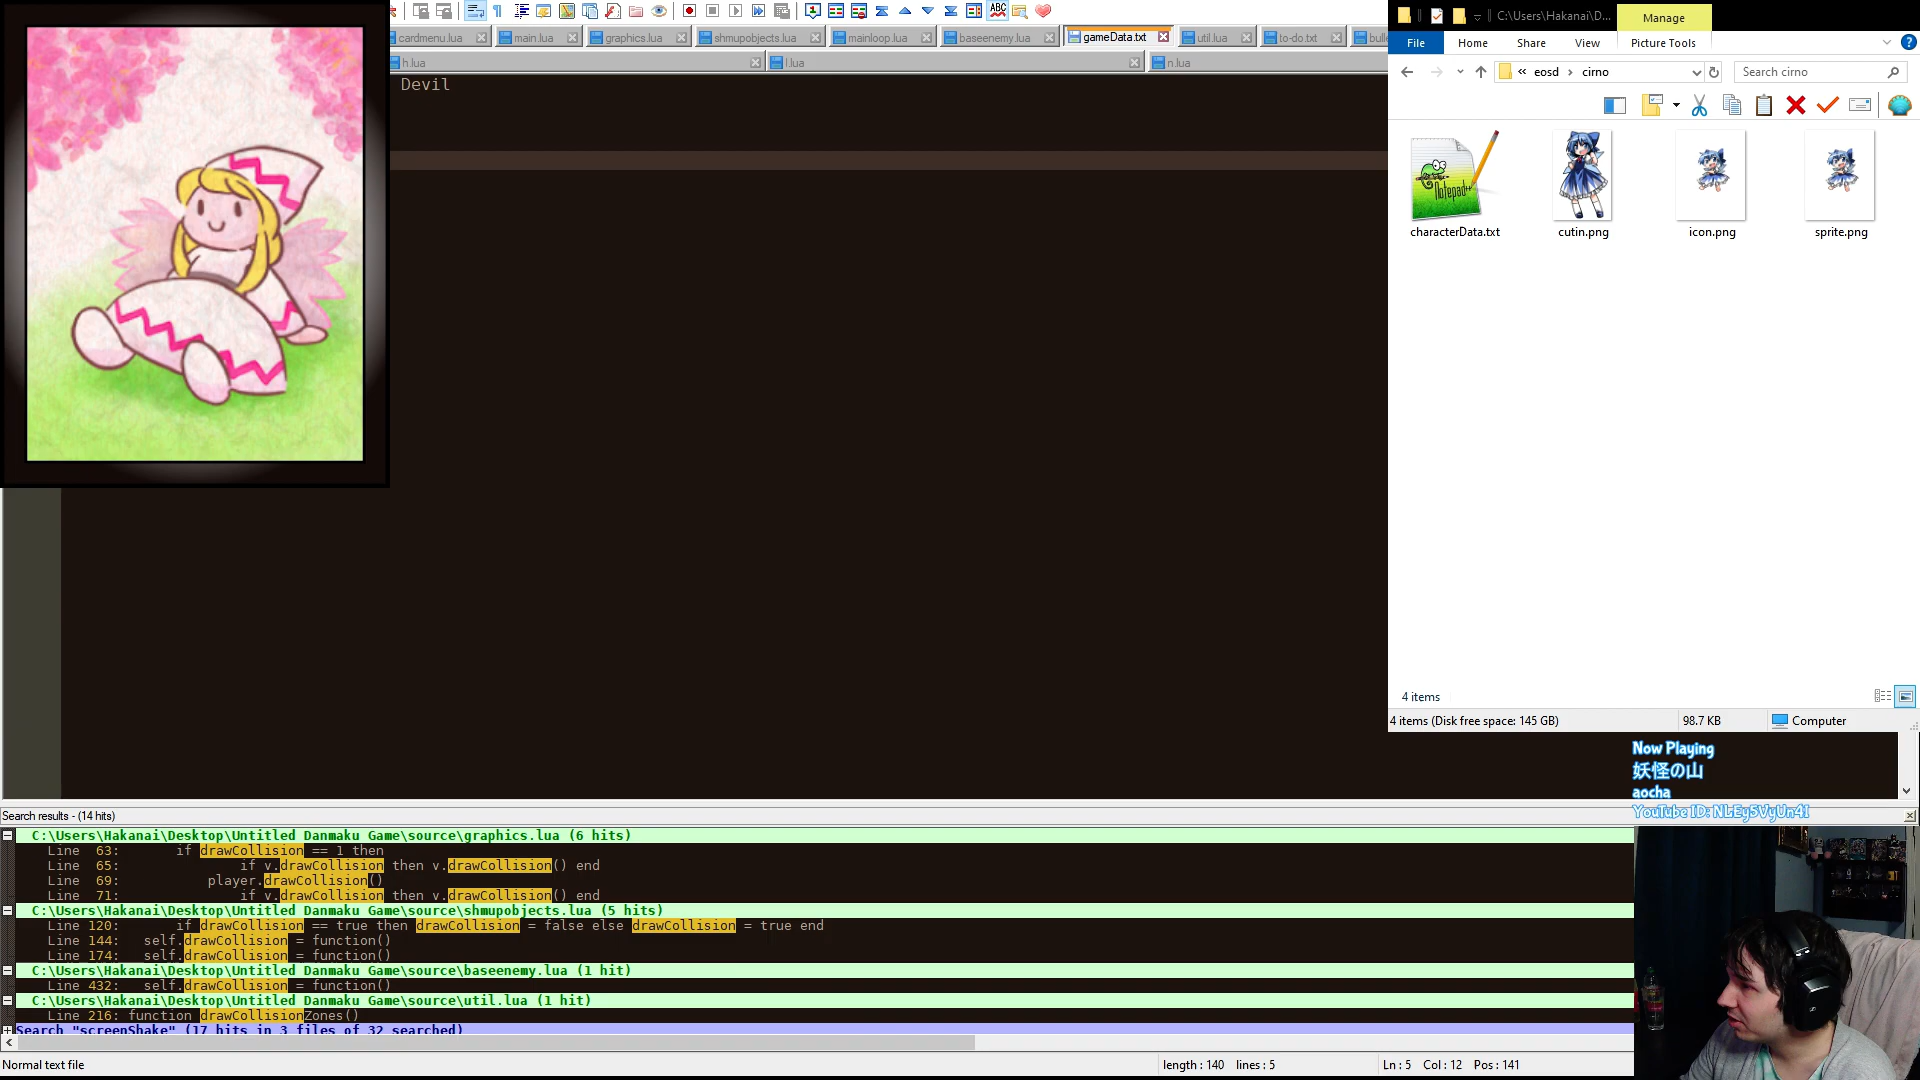 C:\Users\Hakanai\D...
Manage
File
Home
Share
View
Picture Tools
cardmenu.lua
main.lua
graphics.lua
shmupobjects.lua
mainloop.lua
baseenemy.lua
gameData.txt
util.lua
to-do.txt
h.lua
l.lua
n.lua
Devil
« eosd › cirno
Search cirno
Notepad++
characterData.txt
cutin.png
icon.png
sprite.png
4 items
4 items (Disk free space: 145 GB)
98.7 KB
Computer
Now Playing
妖怪の山
aocha
YouTube ID: NLEy5VyUn4I
Search results - (14 hits)
C:\Users\Hakanai\Desktop\Untitled Danmaku Game\source\graphics.lua (6 hits)
Line 63: if drawCollision == 1 then
Line 65: if v.drawCollision then v.drawCollision() end
Line 69: player.drawCollision()
Line 71: if v.drawCollision then v.drawCollision() end
C:\Users\Hakanai\Desktop\Untitled Danmaku Game\source\shmupobjects.lua (5 hits)
Line 120: if drawCollision == true then drawCollision = false else drawCollision = true end
Line 144: self.drawCollision = function()
Line 174: self.drawCollision = function()
C:\Users\Hakanai\Desktop\Untitled Danmaku Game\source\baseenemy.lua (1 hit)
Line 432: self.drawCollision = function()
C:\Users\Hakanai\Desktop\Untitled Danmaku Game\source\util.lua (1 hit)
Line 216: function drawCollisionZones()
Search "screenShake" (17 hits in 3 files of 32 searched)
Normal text file
length : 140 lines : 5
Ln : 5 Col : 12 Pos : 141